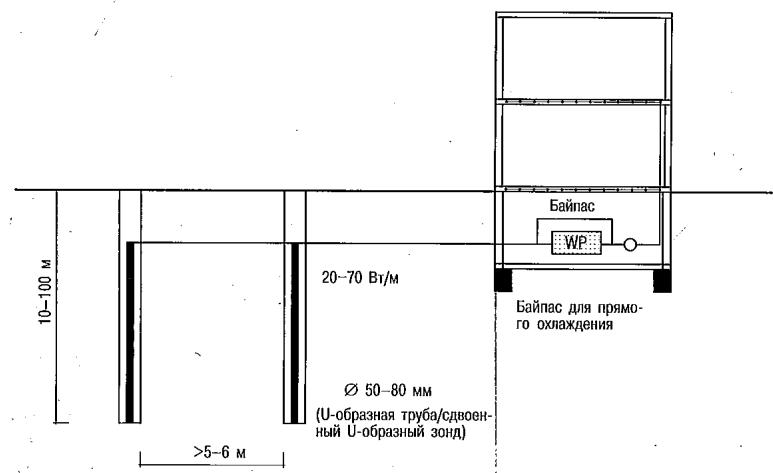 Байпас
WP
10–100 м
20–70 Вт/м
Байпас для прямо-
го охлаждения
Ø 50–80 мм
(U-образная труба/сдвоен-
ный U-образный зонд)
>5–6 м